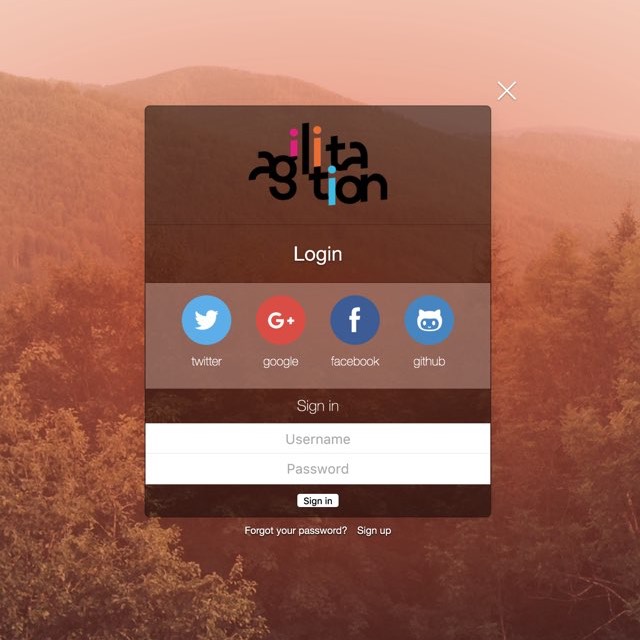 agilitation
Login
G+
f
twitter google facebook github
Sign in
Username
Password
Sign in
Forgot your password? Sign up